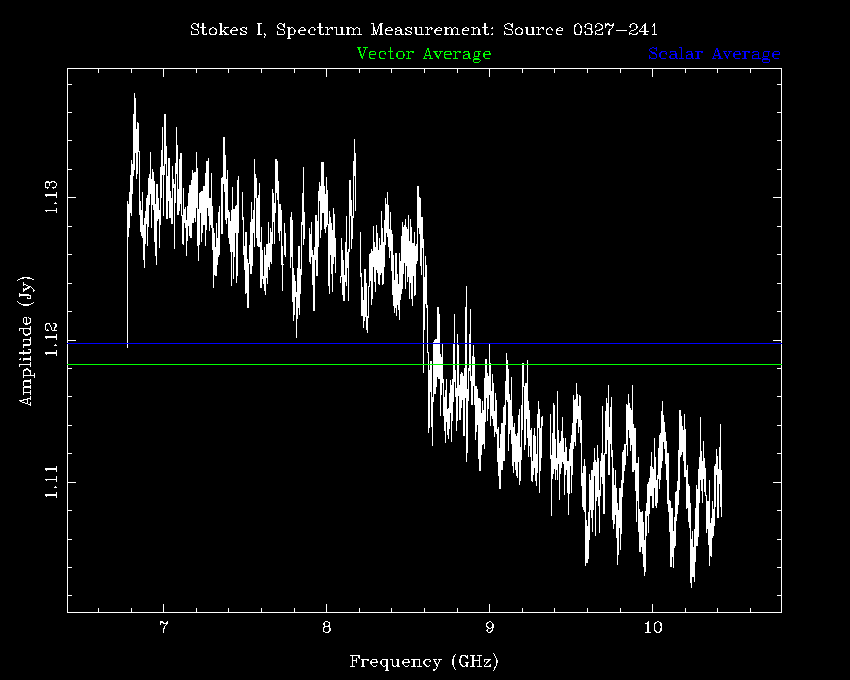 Stokes I, Spectrum Measurement: Source 0327−241
Vector Average Scalar Average
1.13
1.12
1.11
Amplitude (Jy)
7 8 9 10
Frequency (GHz)